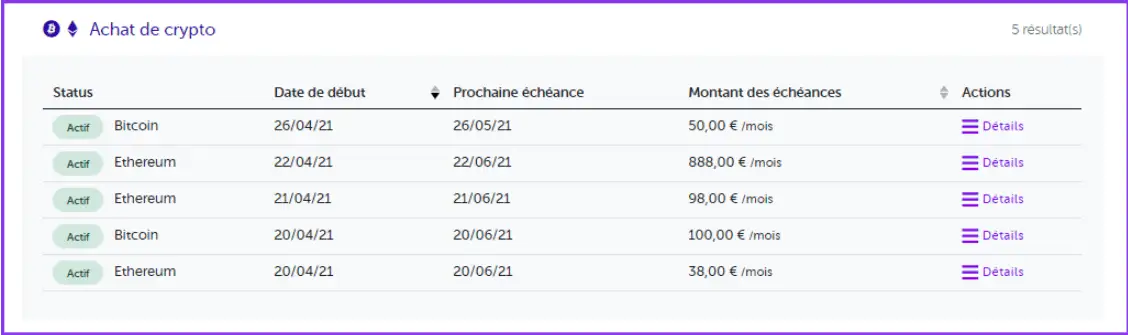 Achat de crypto 5 résultat(s)
Status Date de début Prochaine échéance Montant des échéances Actions
Actif Bitcoin 26/04/21 26/05/21 50,00 € /mois Détails
Actif Ethereum 22/04/21 22/06/21 888,00 € /mois Détails
Actif Ethereum 21/04/21 21/06/21 98,00 € /mois Détails
Actif Bitcoin 20/04/21 20/06/21 100,00 € /mois Détails
Actif Ethereum 20/04/21 20/06/21 38,00 € /mois Détails